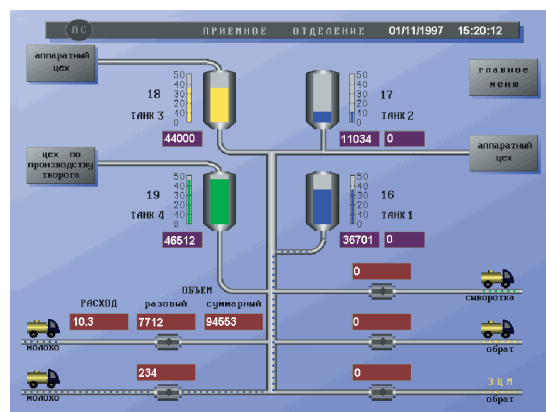 ПС ПРИЕМНОЕ ОТДЕЛЕНИЕ 01/11/1997 15:20:12
аппаратный
цех
50
40
30
20
10
0
18
ТАНК 3
44000
50
40
30
20
10
0
17
ТАНК 2
11034 0
главное
меню
цех по
производству
творога
аппаратный
цех
50
40
30
20
10
0
19
ТАНК 4
46512
50
40
30
20
10
0
16
ТАНК 1
36701 0
0
сыворотка
ОБЪЕМ
РАСХОД разовый суммарный
10.3 7712 94553
0
молоко
обрат
234
0
ЗЦМ
молоко
обрат